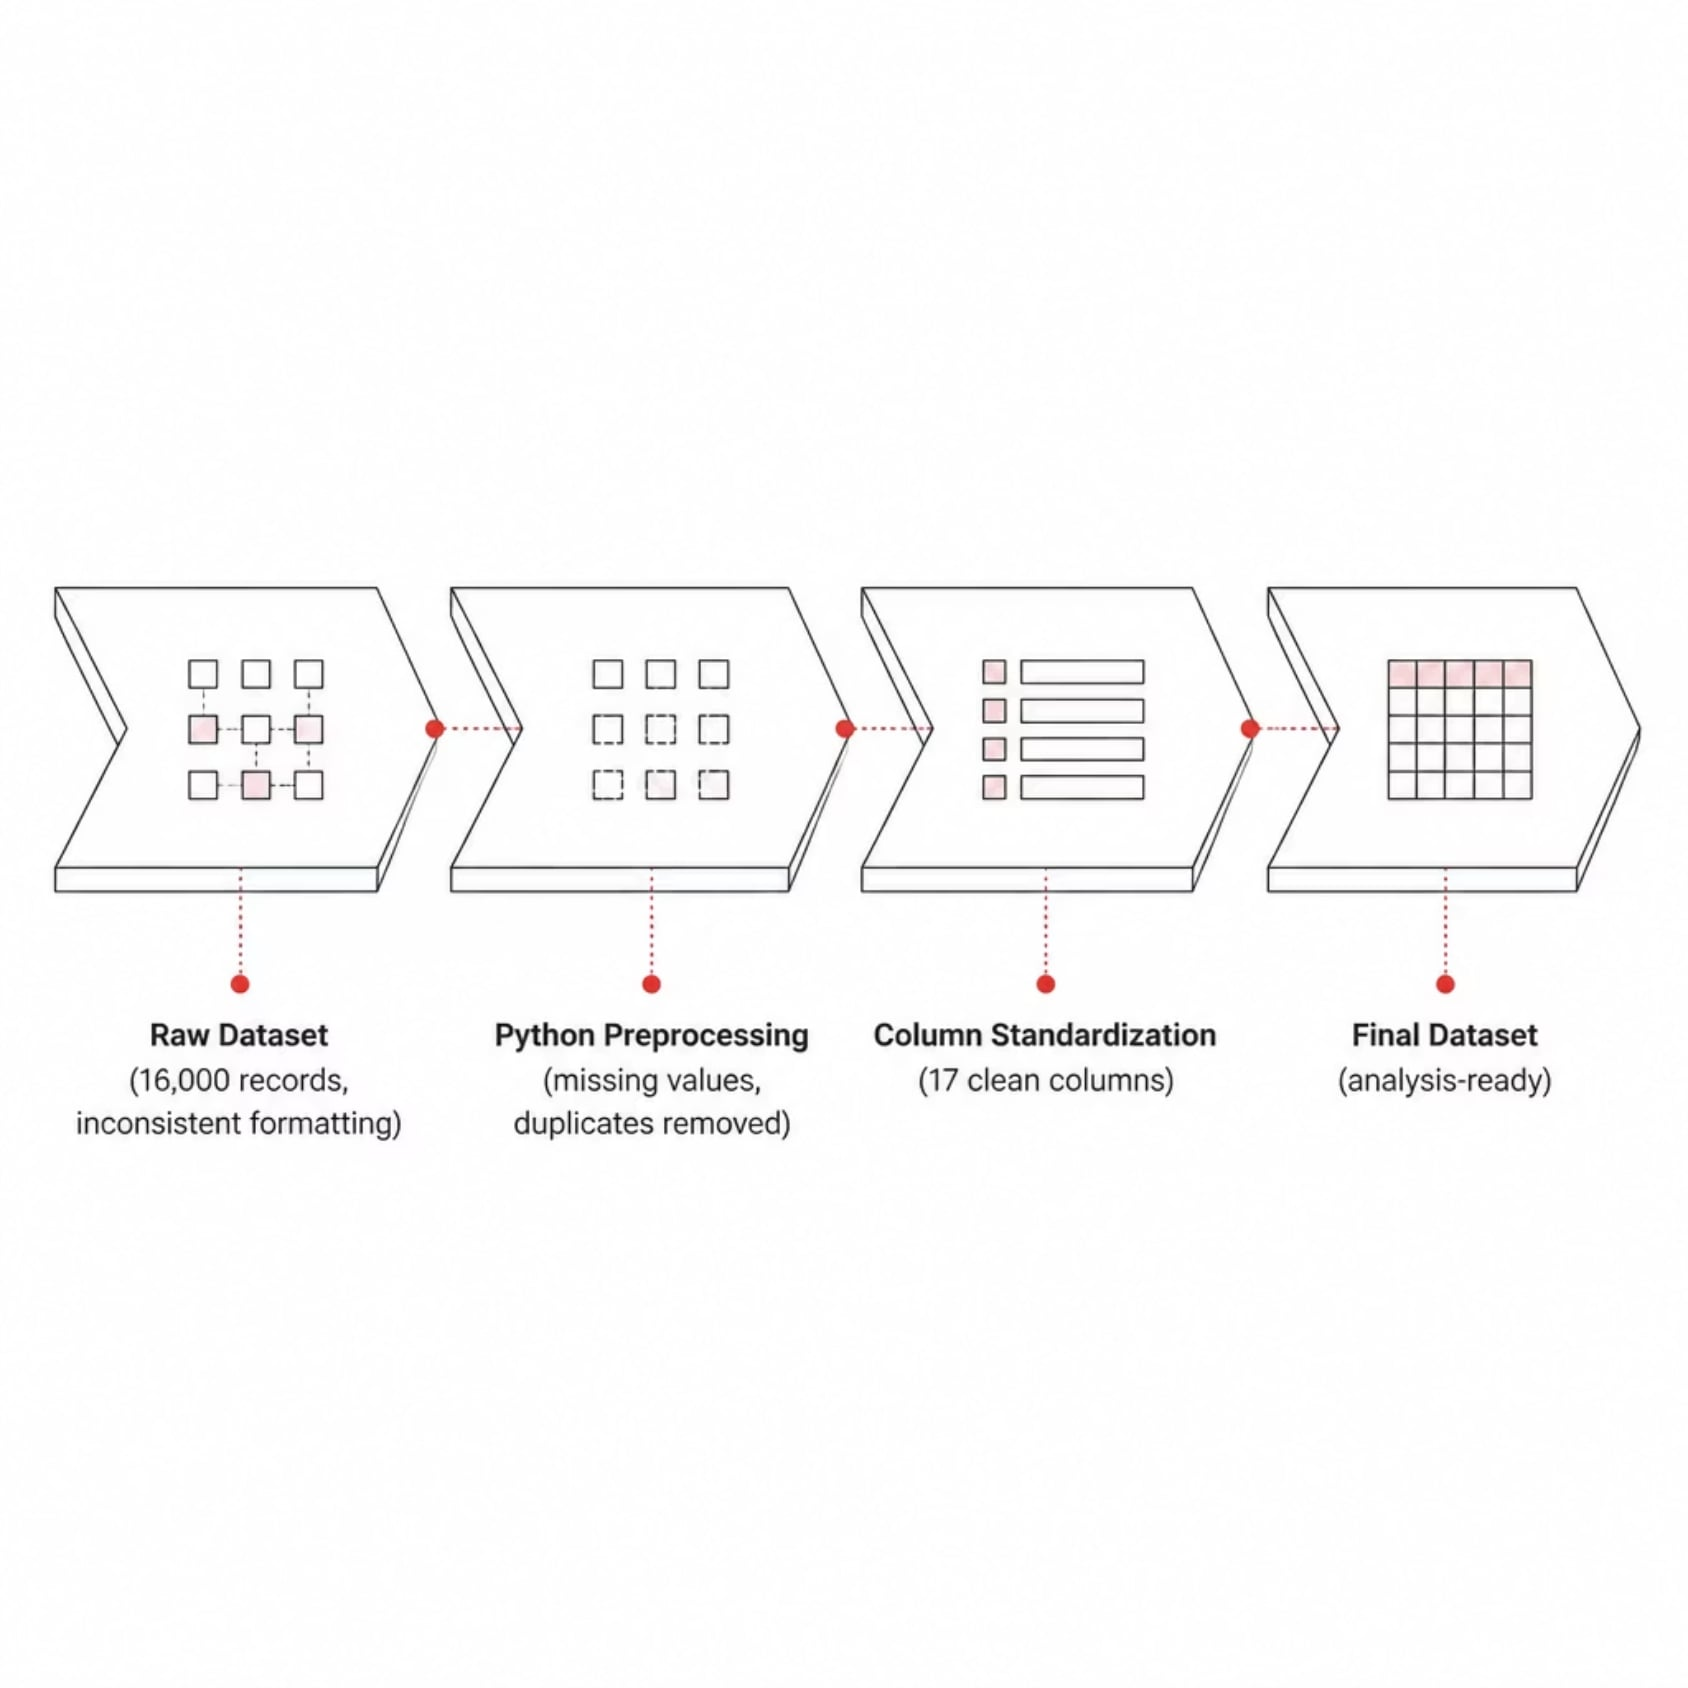 Raw Dataset
(16,000 records,
inconsistent formatting)
Python Preprocessing
(missing values,
duplicates removed)
Column Standardization
(17 clean columns)
Final Dataset
(analysis-ready)